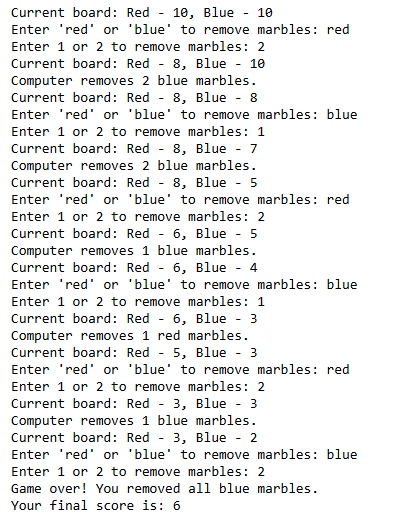 Current board: Red - 10, Blue - 10
Enter 'red' or 'blue' to remove marbles: red
Enter 1 or 2 to remove marbles: 2
Current board: Red - 8, Blue - 10
Computer removes 2 blue marbles.
Current board: Red - 8, Blue - 8
Enter 'red' or 'blue' to remove marbles: blue
Enter 1 or 2 to remove marbles: 1
Current board: Red - 8, Blue - 7
Computer removes 2 blue marbles.
Current board: Red - 8, Blue - 5
Enter 'red' or 'blue' to remove marbles: red
Enter 1 or 2 to remove marbles: 2
Current board: Red - 6, Blue - 5
Computer removes 1 blue marbles.
Current board: Red - 6, Blue - 4
Enter 'red' or 'blue' to remove marbles: blue
Enter 1 or 2 to remove marbles: 1
Current board: Red - 6, Blue - 3
Computer removes 1 red marbles.
Current board: Red - 5, Blue - 3
Enter 'red' or 'blue' to remove marbles: red
Enter 1 or 2 to remove marbles: 2
Current board: Red - 3, Blue - 3
Computer removes 1 blue marbles.
Current board: Red - 3, Blue - 2
Enter 'red' or 'blue' to remove marbles: blue
Enter 1 or 2 to remove marbles: 2
Game over! You removed all blue marbles.
Your final score is: 6